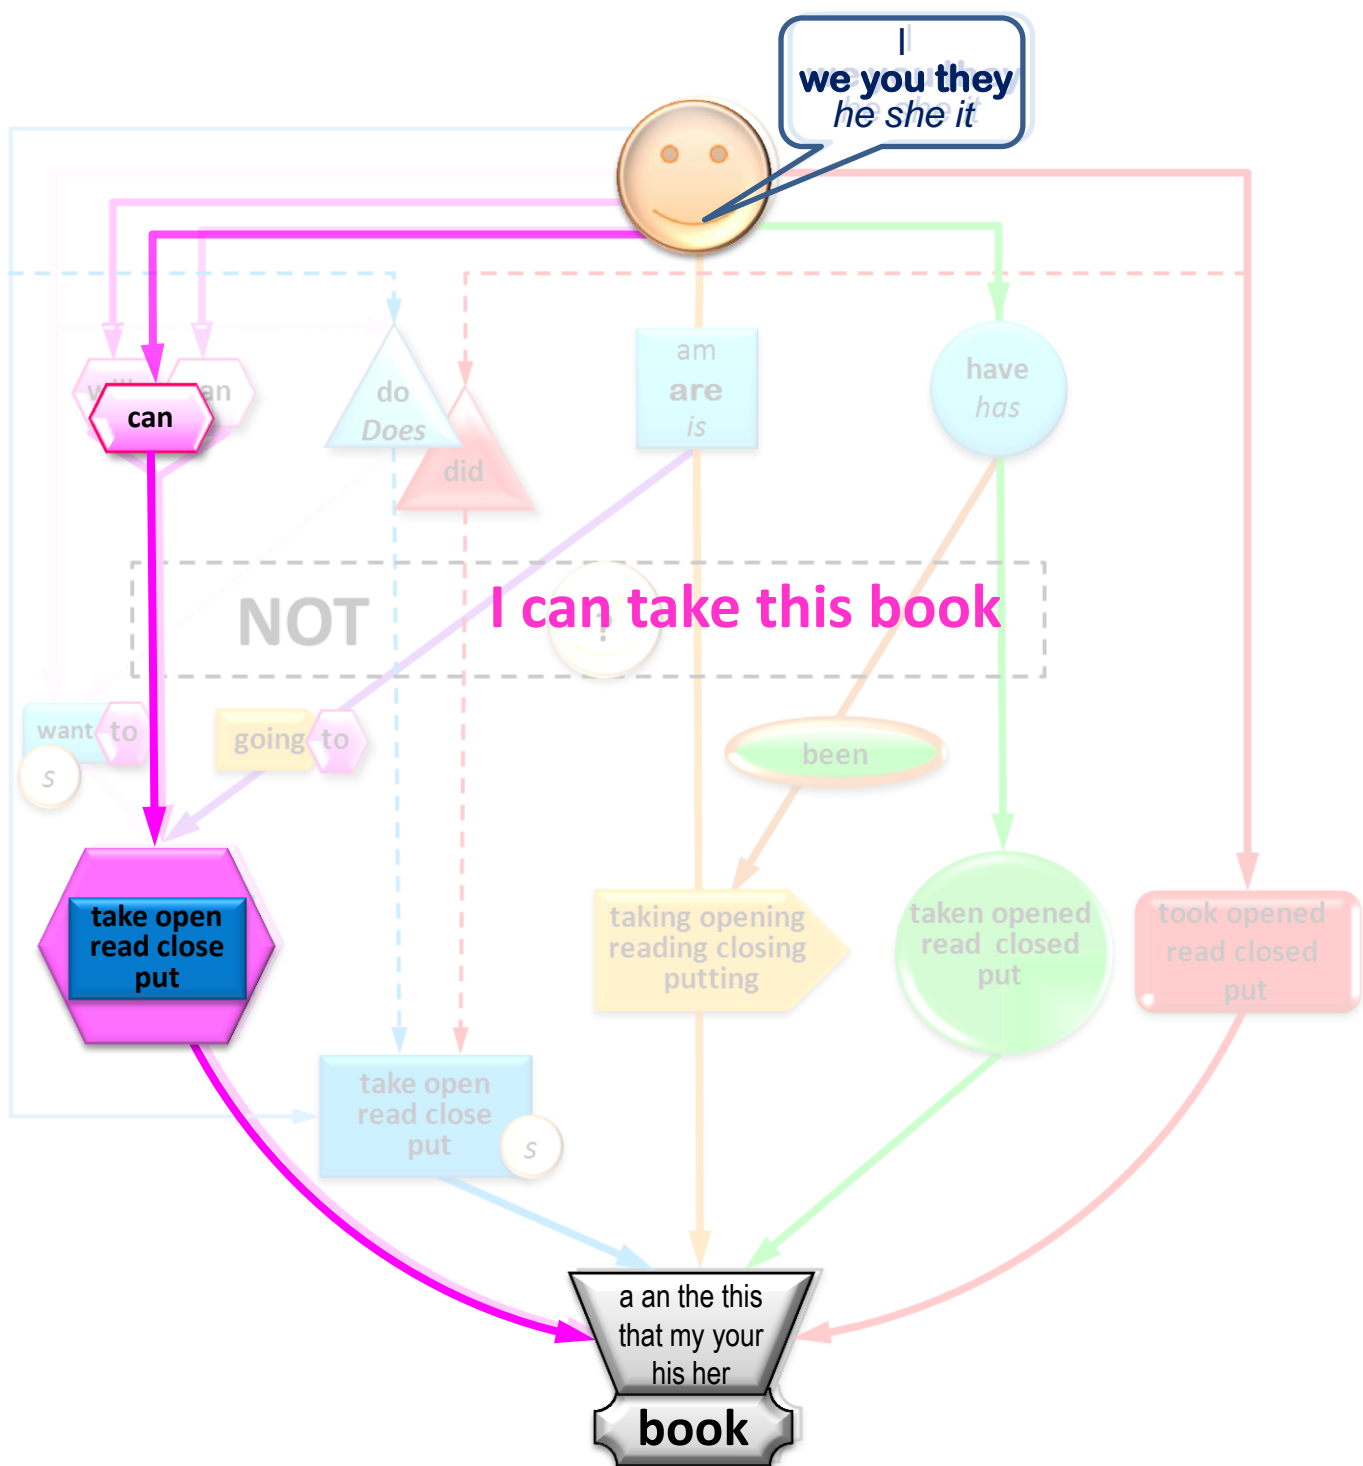 I
we you they
he she it
can
do
Does
did
am
are
is
have
has
NOT
I can take this book
?
want to
s
going to
been
take open
read close
put
taking opening
reading closing
putting
taken opened
read closed
put
took opened
read closed
put
take open
read close
put
s
a an the this
that my your
his her
book